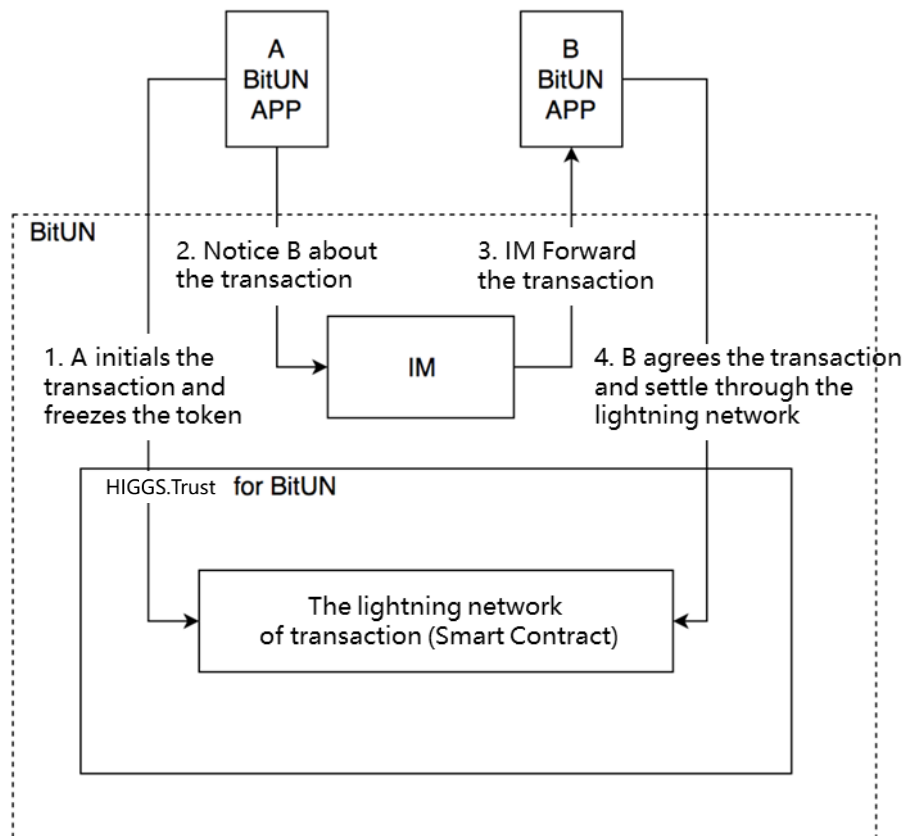 A
BitUN
APP
B
BitUN
APP
BitUN
2. Notice B about
the transaction
3. IM Forward
the transaction
IM
1. A initials the
transaction and
freezes the token
4. B agrees the transaction
and settle through the
lightning network
HIGGS.Trust for BitUN
The lightning network
of transaction (Smart Contract)